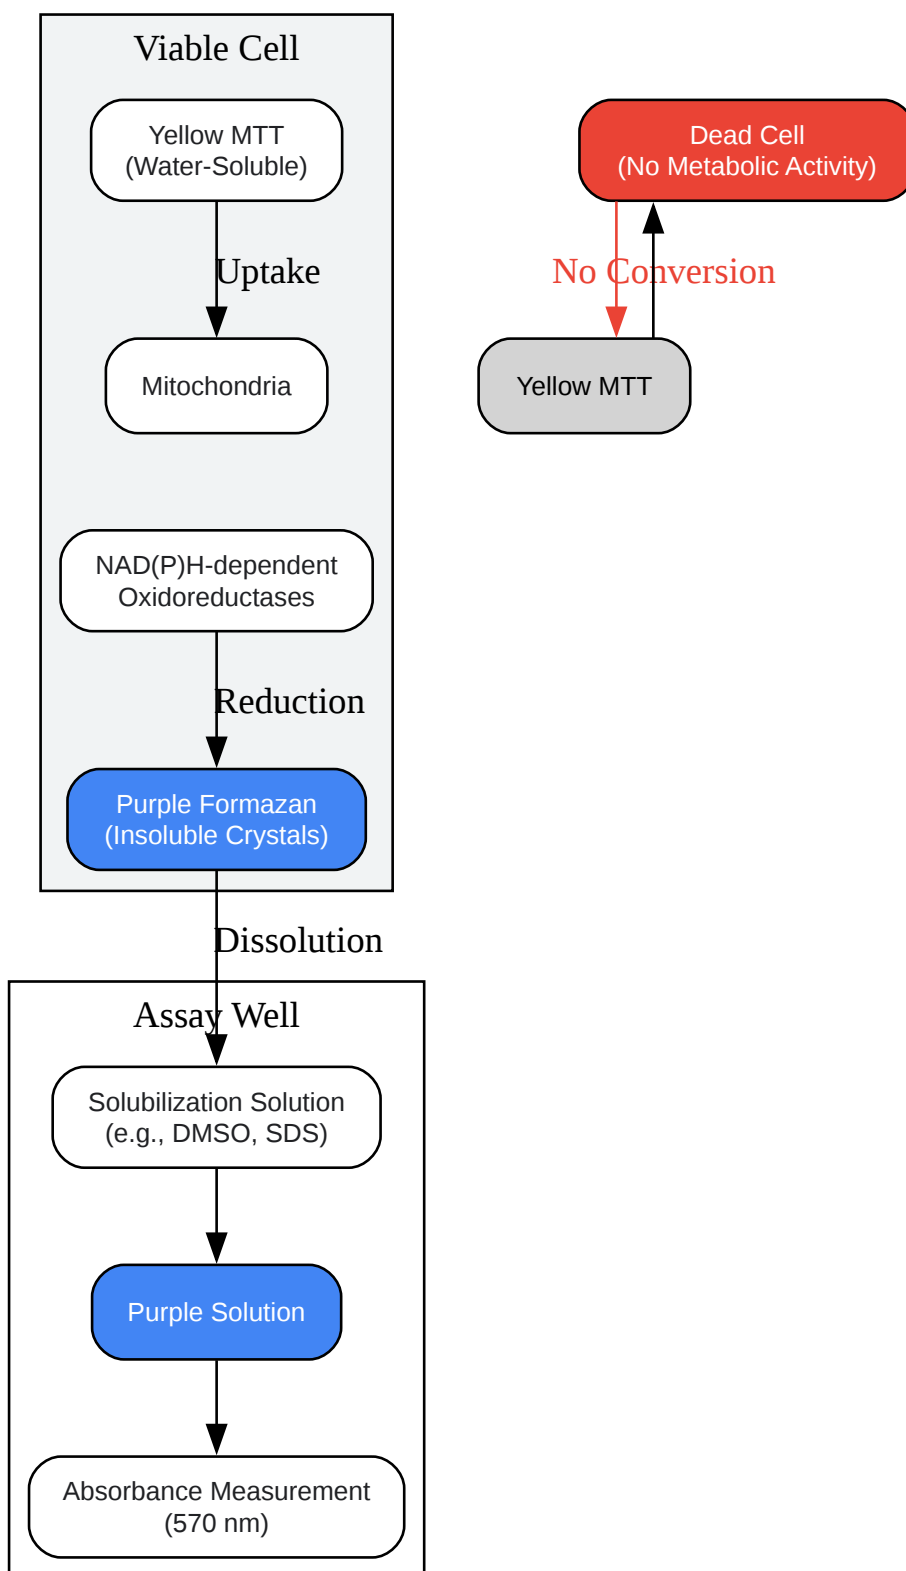 Viable Cell
Yellow MTT
(Water-Soluble)
Uptake
Mitochondria
NAD(P)H-dependent
Oxidoreductases
Reduction
Purple Formazan
(Insoluble Crystals)
Dissolution
Assay Well
Solubilization Solution
(e.g., DMSO, SDS)
Purple Solution
Absorbance Measurement
(570 nm)
Dead Cell
(No Metabolic Activity)
No Conversion
Yellow MTT